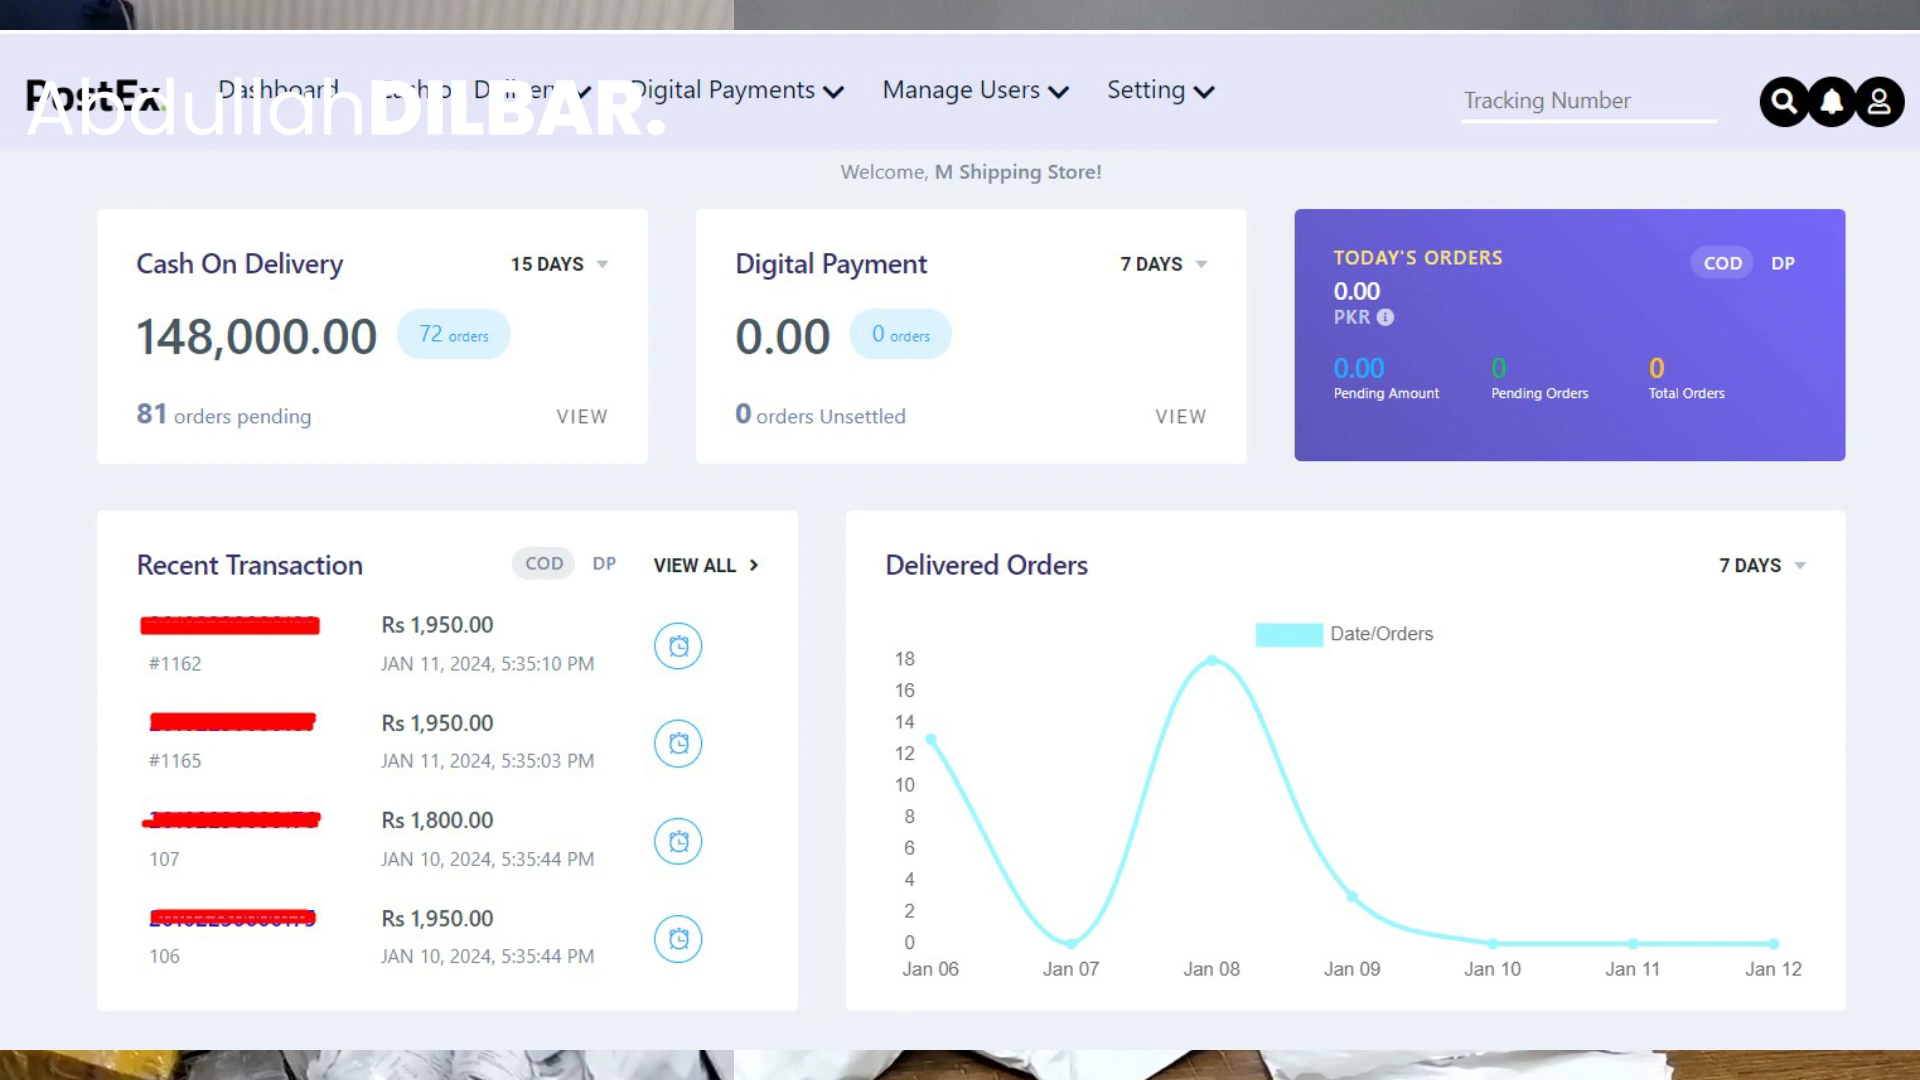 PostEx
Dashboard Cash on Delivery Digital Payments Manage Users Setting
Tracking Number
AbdullahDILBAR.
Welcome, M Shipping Store!
Cash On Delivery 15 DAYS
148,000.00 72 orders
81 orders pending VIEW
Digital Payment 7 DAYS
0.00 0 orders
0 orders Unsettled VIEW
TODAY'S ORDERS COD DP
0.00
PKR
0.00 0 0
Pending Amount Pending Orders Total Orders
Recent Transaction COD DP VIEW ALL
Rs 1,950.00
#1162 JAN 11, 2024, 5:35:10 PM
Rs 1,950.00
#1165 JAN 11, 2024, 5:35:03 PM
Rs 1,800.00
107 JAN 10, 2024, 5:35:44 PM
Rs 1,950.00
106 JAN 10, 2024, 5:35:44 PM
Delivered Orders 7 DAYS
Date/Orders
18
16
14
12
10
8
6
4
2
0
Jan 06 Jan 07 Jan 08 Jan 09 Jan 10 Jan 11 Jan 12